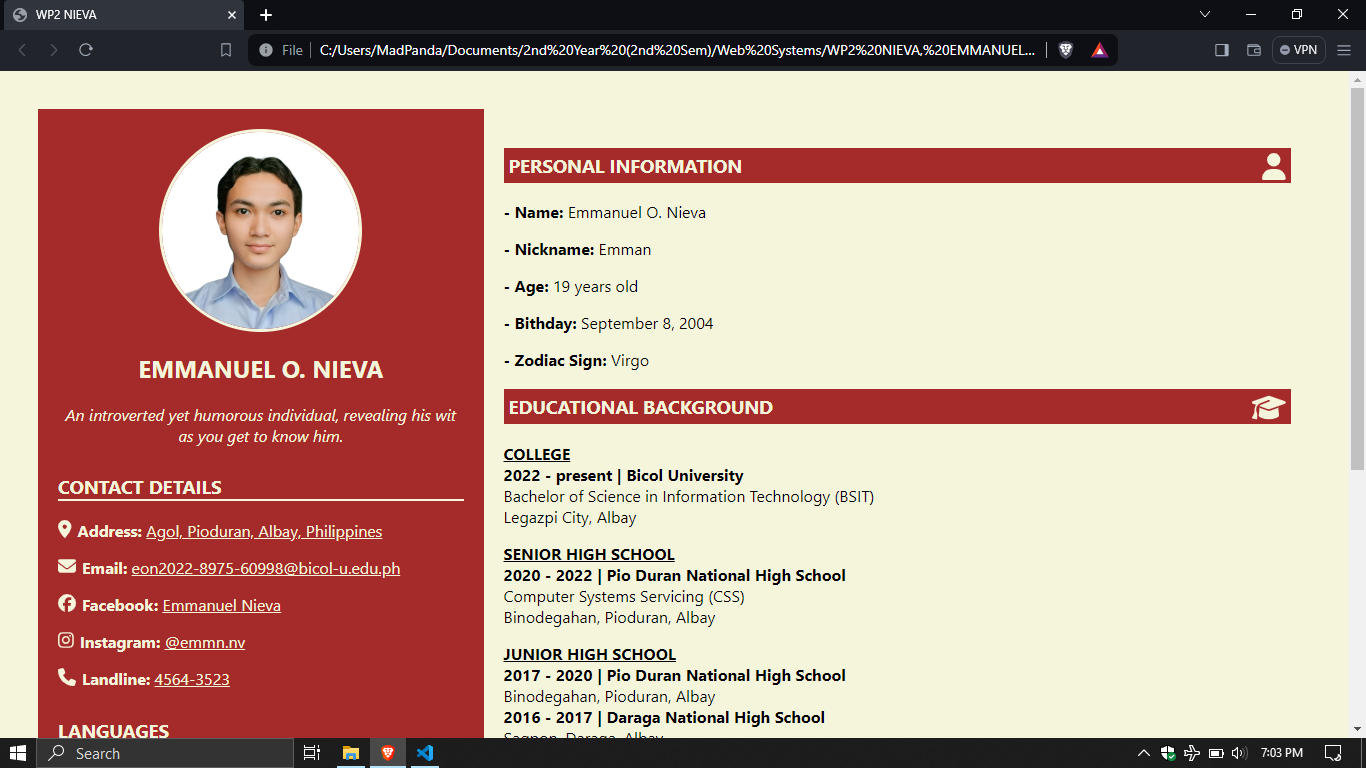 WP2 NIEVA
File
C:/Users/MadPanda/Documents/2nd%20Year%20(2nd%20Sem)/Web%20Systems/WP2%20NIEVA,%20EMMANUEL...
VPN
EMMANUEL O. NIEVA
An introverted yet humorous individual, revealing his wit
as you get to know him.
CONTACT DETAILS
Address: Agol, Pioduran, Albay, Philippines
Email: eon2022-8975-60998@bicol-u.edu.ph
Facebook: Emmanuel Nieva
Instagram: @emmn.nv
Landline: 4564-3523
LANGUAGES
PERSONAL INFORMATION
- Name: Emmanuel O. Nieva
- Nickname: Emman
- Age: 19 years old
- Bithday: September 8, 2004
- Zodiac Sign: Virgo
EDUCATIONAL BACKGROUND
COLLEGE
2022 - present | Bicol University
Bachelor of Science in Information Technology (BSIT)
Legazpi City, Albay
SENIOR HIGH SCHOOL
2020 - 2022 | Pio Duran National High School
Computer Systems Servicing (CSS)
Binodegahan, Pioduran, Albay
JUNIOR HIGH SCHOOL
2017 - 2020 | Pio Duran National High School
Binodegahan, Pioduran, Albay
2016 - 2017 | Daraga National High School
Sagpon, Daraga, Albay
Search
7:03 PM